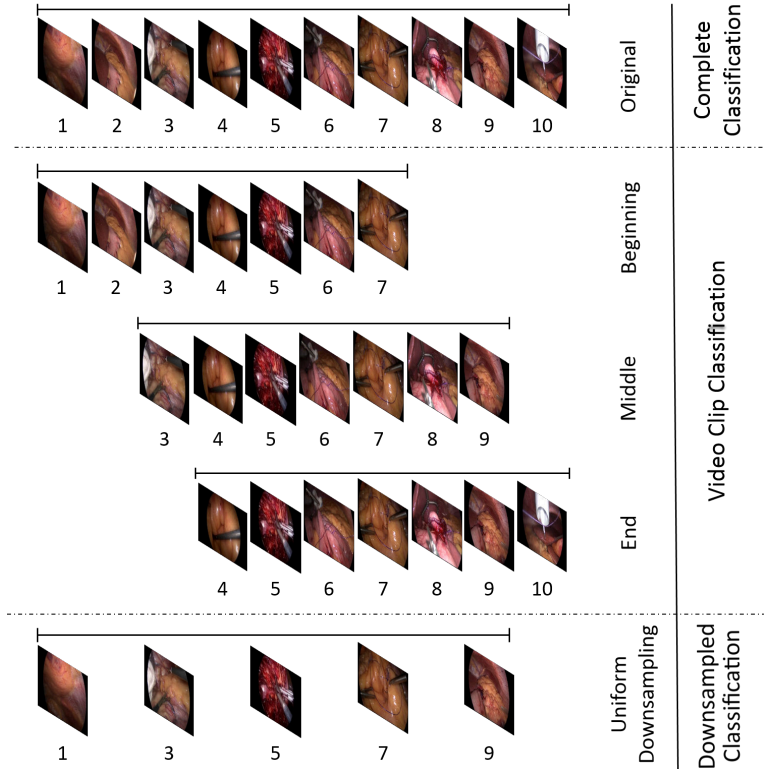 1 2 3 4 5 6 7 8 9 10
Original
Complete
Classification
1 2 3 4 5 6 7
Beginning
3 4 5 6 7 8 9
Middle
4 5 6 7 8 9 10
End
Video Clip Classification
1 3 5 7 9
Uniform
Downsampling
Downsampled
Classification